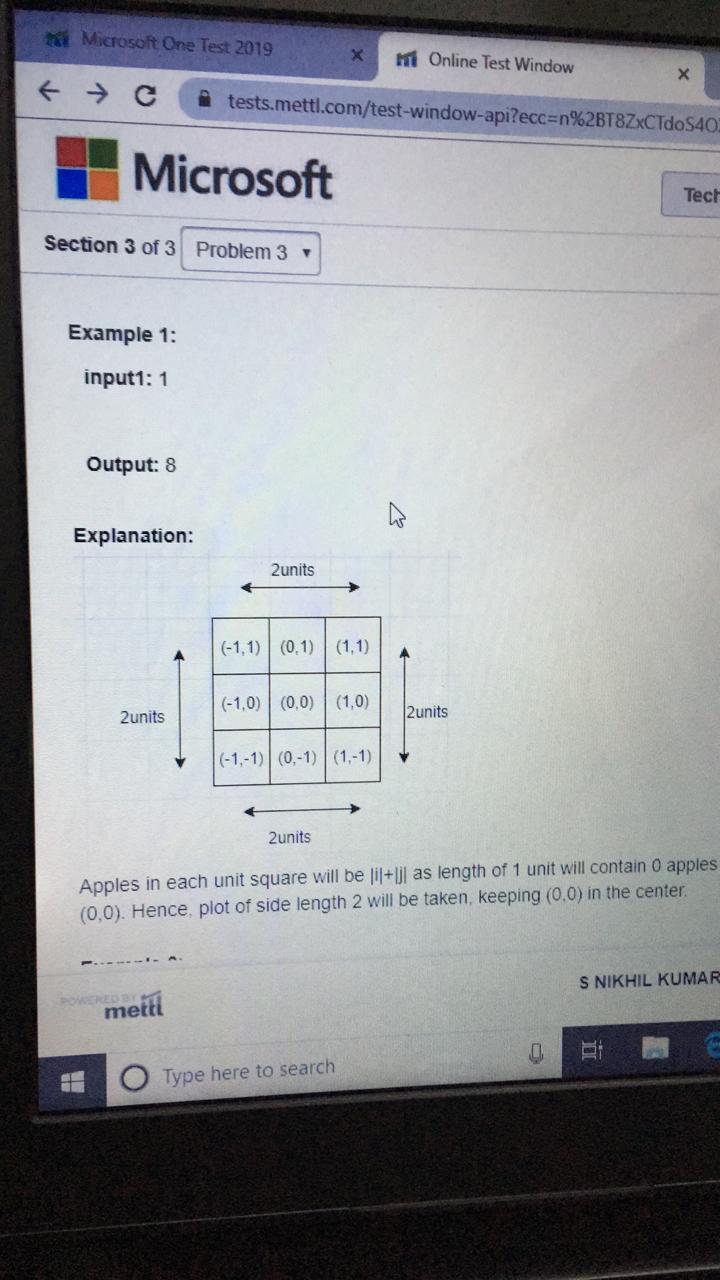 Microsoft One Test 2019
Online Test Window
tests.mettl.com/test-window-api?ecc=n%2BT8ZxCTdoS4O
Microsoft
Tech
Section 3 of 3 Problem 3
Example 1:
input1: 1
Output: 8
Explanation:
2units
(-1,1) (0,1) (1,1)
2units (-1,0) (0,0) (1,0) 2units
(-1,-1) (0,-1) (1,-1)
2units
Apples in each unit square will be |i|+|j| as length of 1 unit will contain 0 apples
(0,0). Hence, plot of side length 2 will be taken, keeping (0,0) in the center.
S NIKHIL KUMAR
POWERED BY
mettl
Type here to search